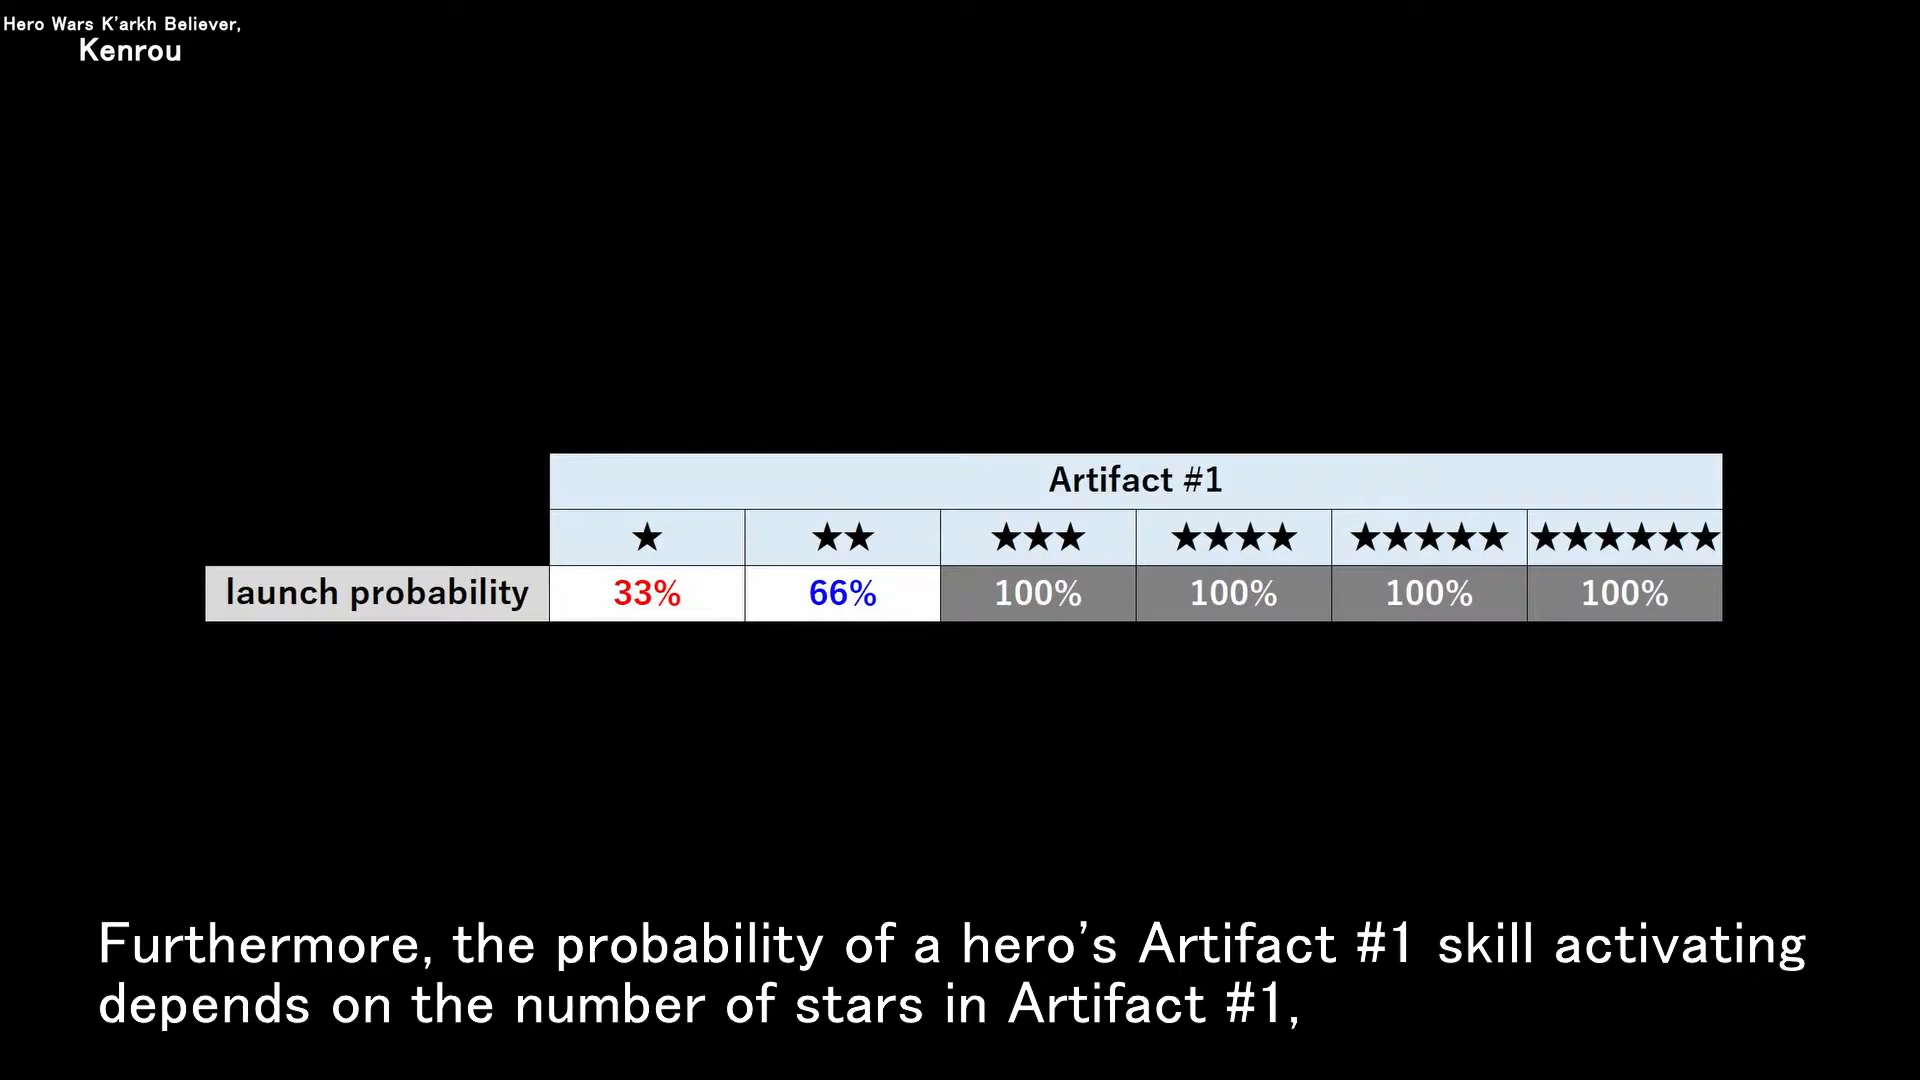 Hero Wars K'arkh Believer,
Kenrou
Artifact #1
★ ★★ ★★★ ★★★★ ★★★★★ ★★★★★★
launch probability 33% 66% 100% 100% 100% 100%
Furthermore, the probability of a hero's Artifact #1 skill activating
depends on the number of stars in Artifact #1,